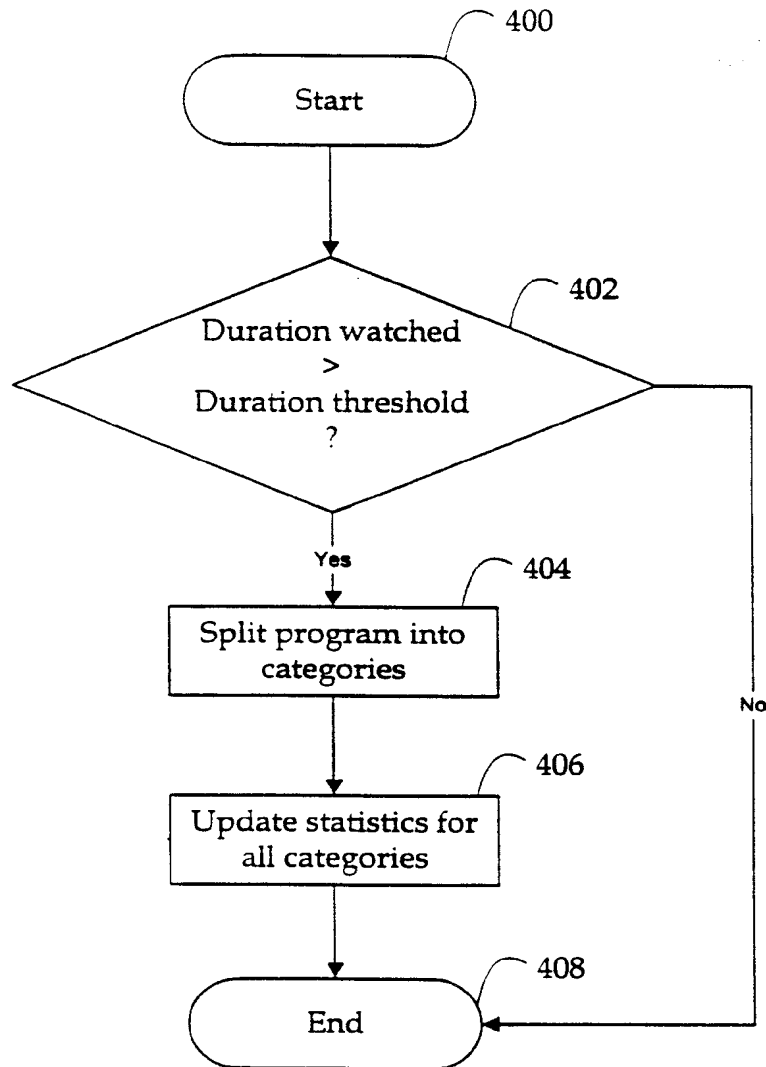 400
Start
402
Duration watched
>
Duration threshold
?
Yes
404
Split program into
categories
No
406
Update statistics for
all categories
408
End